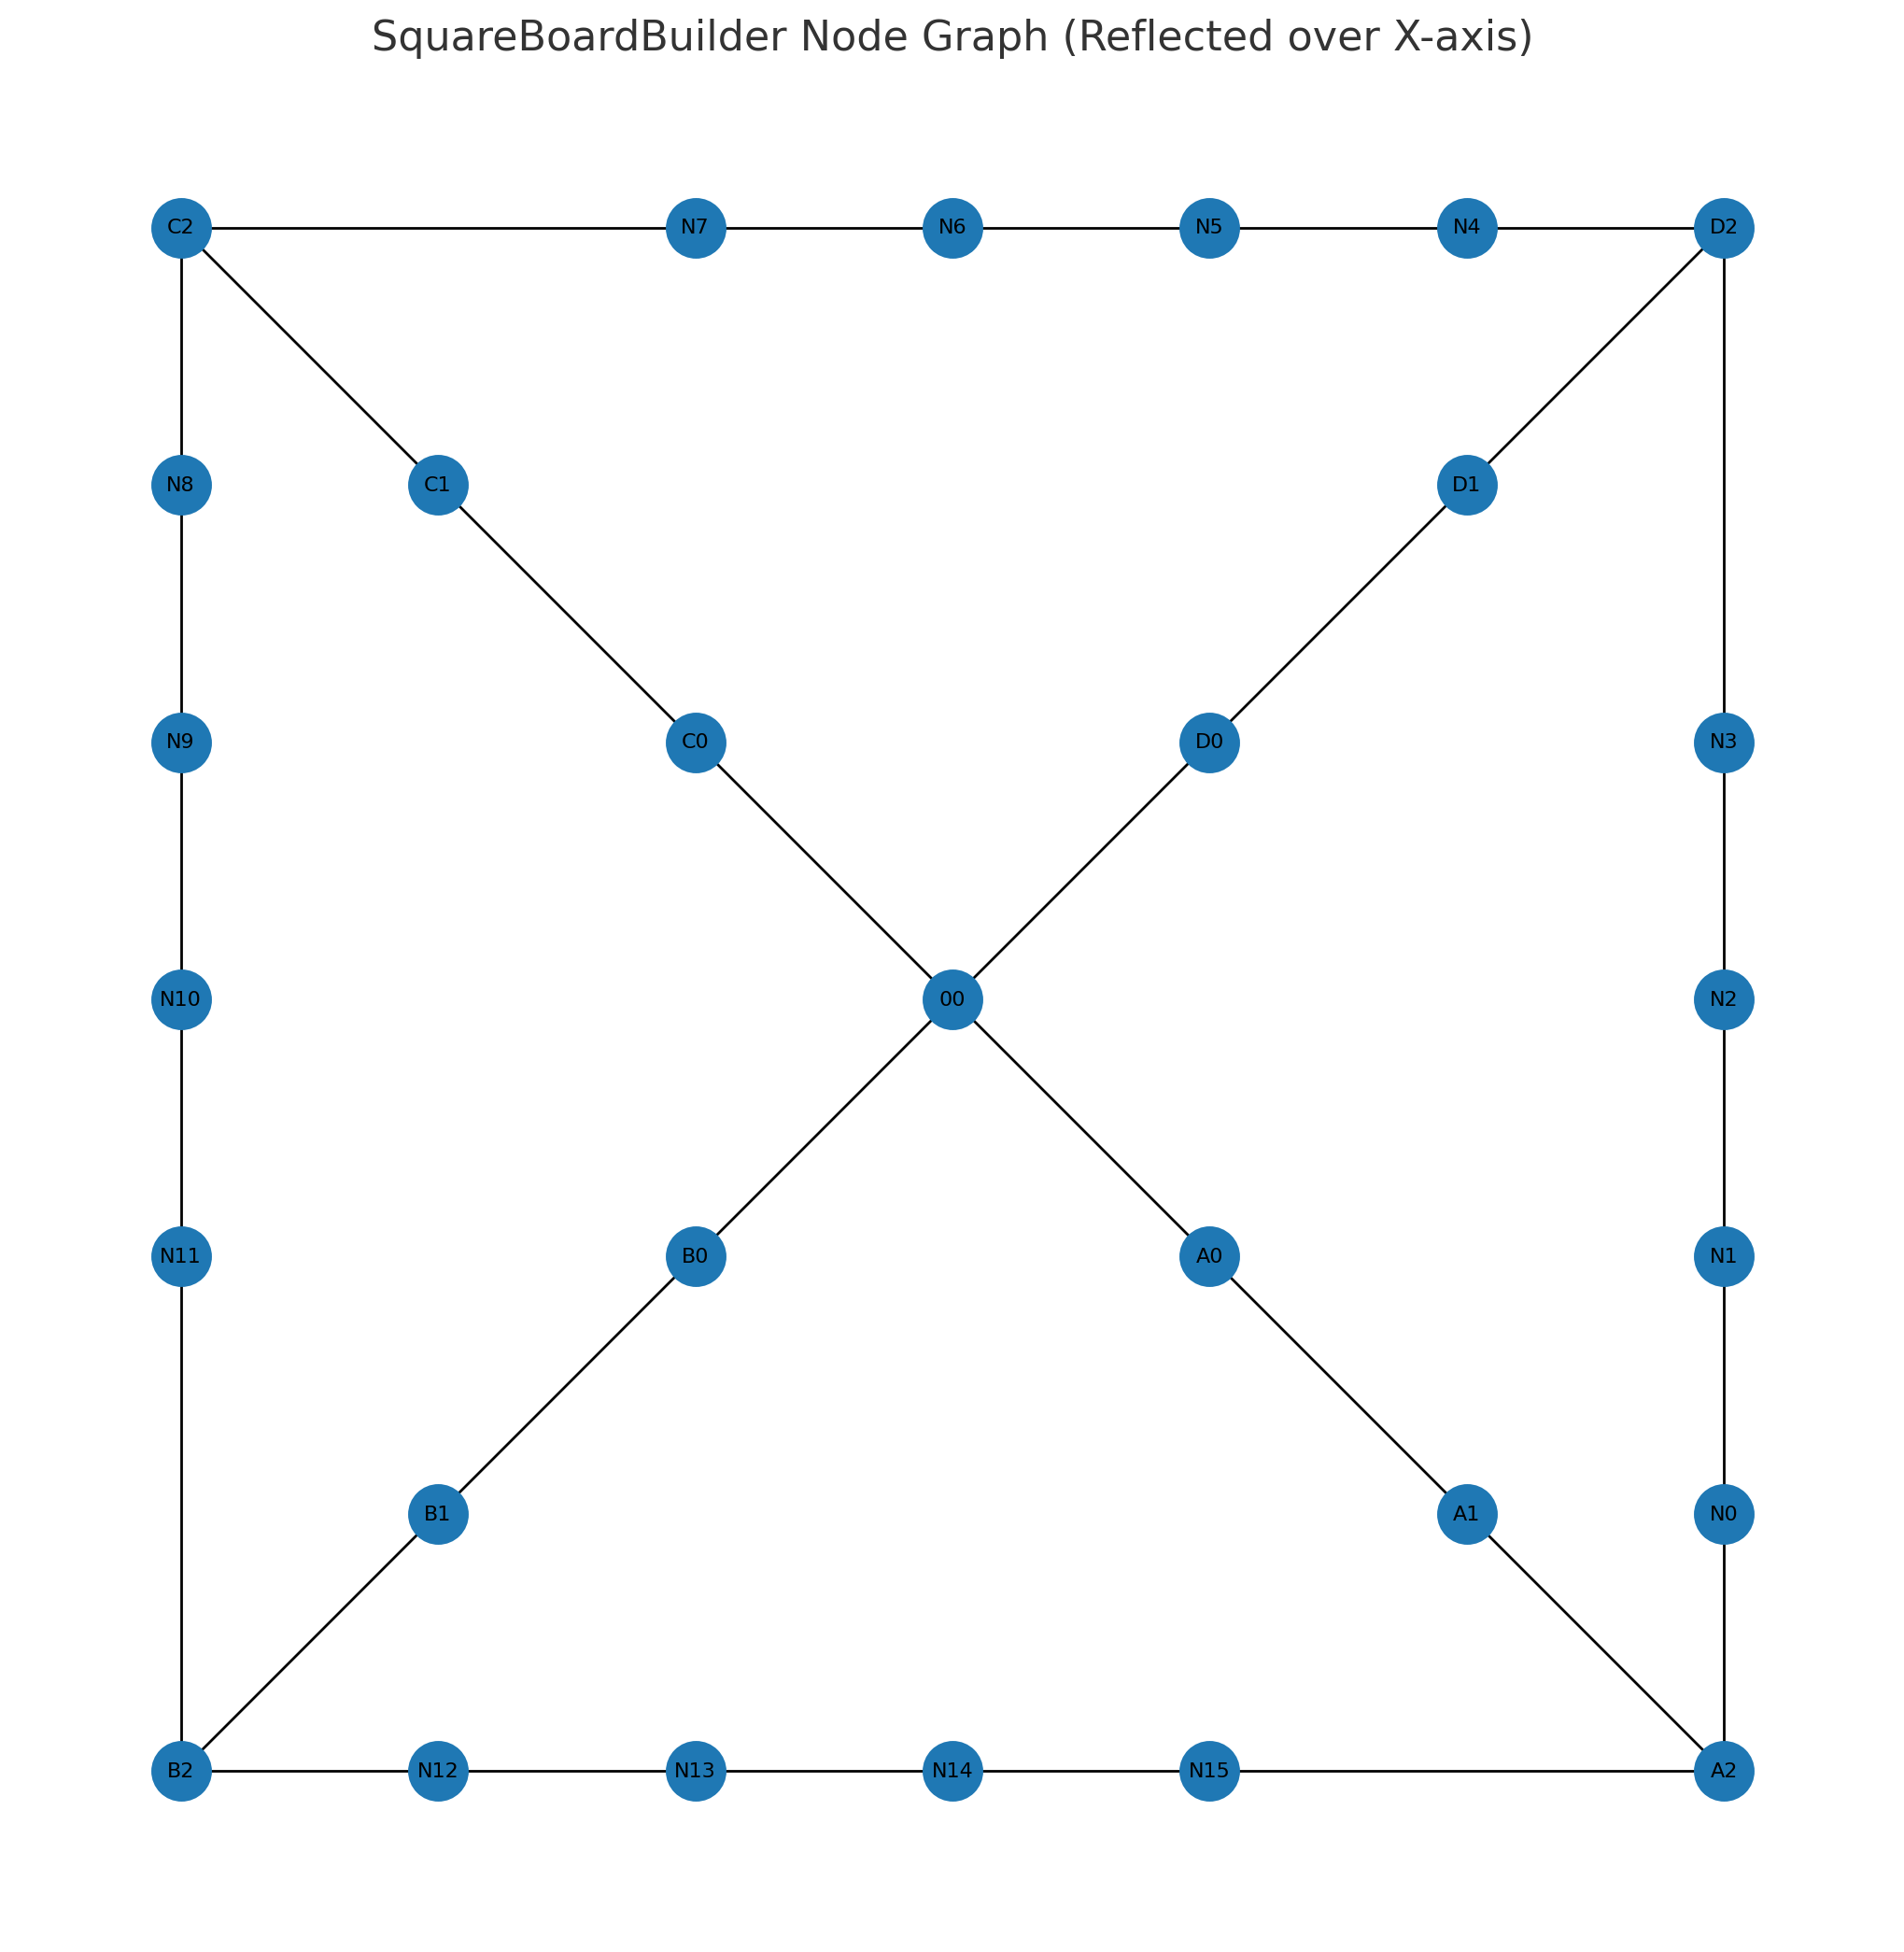 SquareBoardBuilder Node Graph (Reflected over X-axis)
C2 N7 N6 N5 N4 D2
N8 C1 D1
N9 C0 D0 N3
N10 00 N2
N11 B0 A0 N1
B1 A1 N0
B2 N12 N13 N14 N15 A2